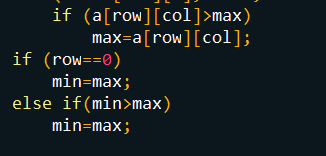 if (a[row][col]>max)
max=a[row][col];
if (row==0)
min=max;
else if(min>max)
min=max;